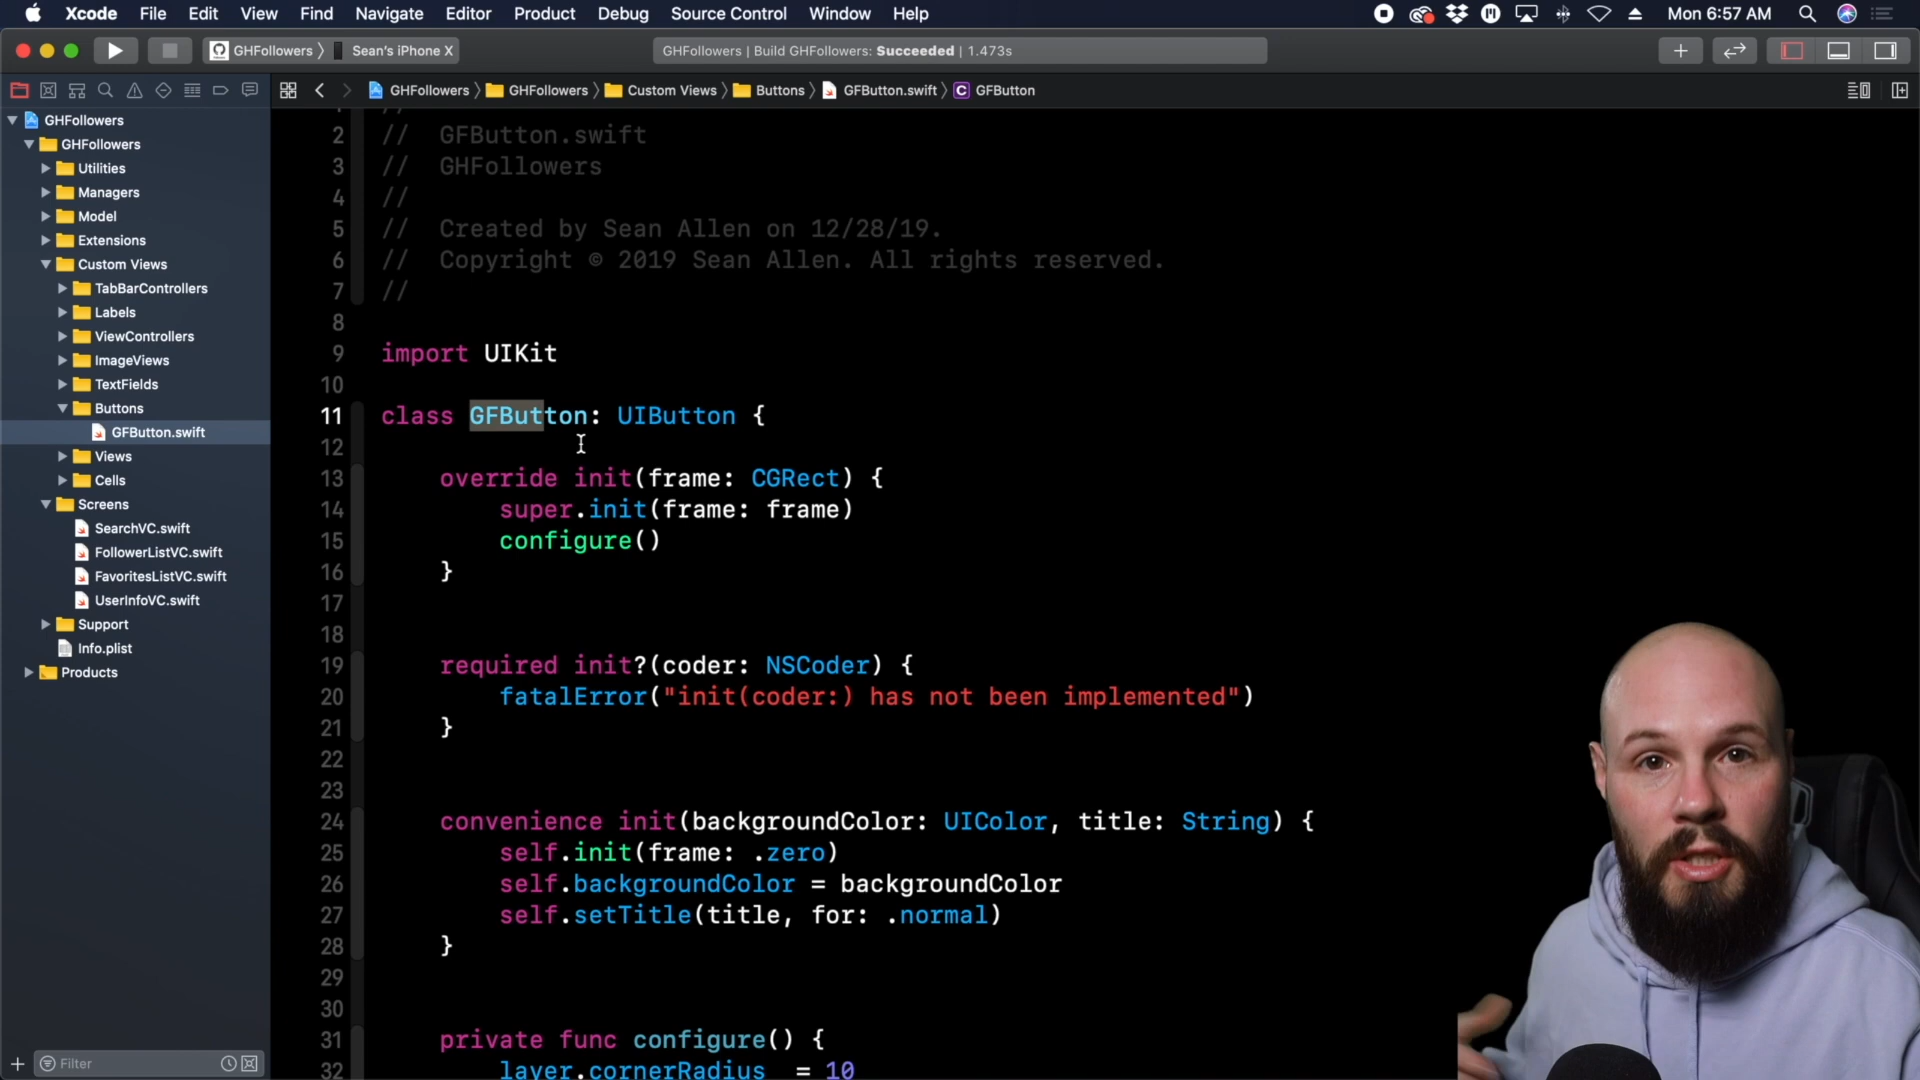 Xcode File Edit View Find Navigate Editor Product Debug Source Control Window Help Mon 6:57 AM
GHFollowers Sean's iPhone X GHFollowers | Build GHFollowers: Succeeded | 1.473s
GHFollowers GHFollowers Custom Views Buttons GFButton.swift C GFButton
GHFollowers
GHFollowers
Utilities
Managers
Model
Extensions
Custom Views
TabBarControllers
Labels
ViewControllers
ImageViews
TextFields
Buttons
GFButton.swift
Views
Cells
Screens
SearchVC.swift
FollowerListVC.swift
FavoritesListVC.swift
UserInfoVC.swift
Support
Info.plist
Products
Filter
2 // GFButton.swift
3 // GHFollowers
4 //
5 // Created by Sean Allen on 12/28/19.
6 // Copyright © 2019 Sean Allen. All rights reserved.
7 //
8
9 import UIKit
10
11 class GFButton: UIButton {
12
13 override init(frame: CGRect) {
14 super.init(frame: frame)
15 configure()
16 }
17
18
19 required init?(coder: NSCoder) {
20 fatalError("init(coder:) has not been implemented")
21 }
22
23
24 convenience init(backgroundColor: UIColor, title: String) {
25 self.init(frame: .zero)
26 self.backgroundColor = backgroundColor
27 self.setTitle(title, for: .normal)
28 }
29
30
31 private func configure() {
32 layer.cornerRadius = 10